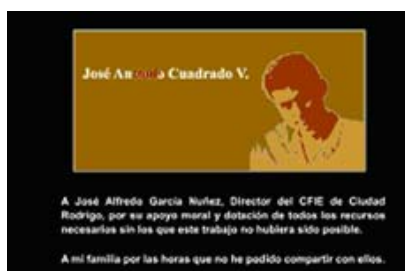 José An a Cuadrado V.
A José Alfredo García Nuñez, Director del CFIE de Ciudad
Rodrigo, por su apoyo moral y dotación de todos los recursos
necesarios sin los que este trabajo no hubiera sido posible.
A mi familia por las horas que no he podido compartir con ellos.